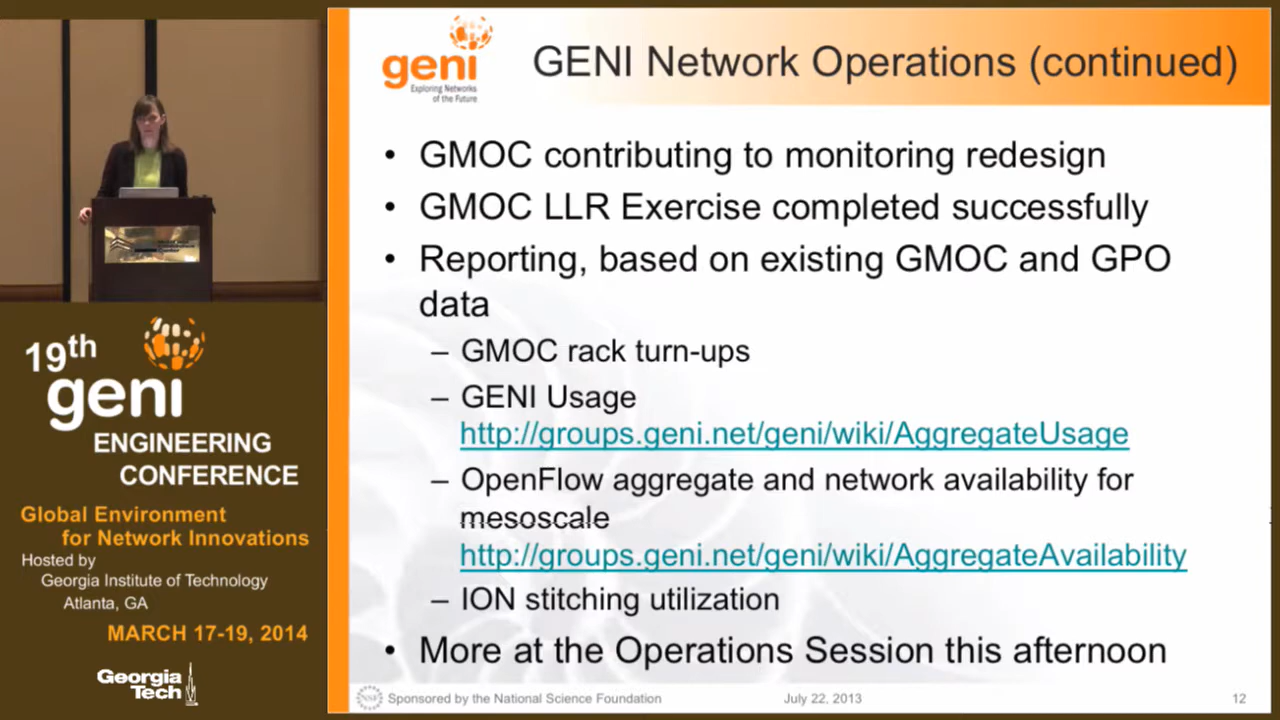 geni
Exploring Networks
of the Future
GENI Network Operations (continued)
• GMOC contributing to monitoring redesign
• GMOC LLR Exercise completed successfully
• Reporting, based on existing GMOC and GPO
data
– GMOC rack turn-ups
– GENI Usage
http://groups.geni.net/geni/wiki/AggregateUsage
– OpenFlow aggregate and network availability for
mesoscale
http://groups.geni.net/geni/wiki/AggregateAvailability
– ION stitching utilization
• More at the Operations Session this afternoon
Sponsored by the National Science Foundation
July 22, 2013
12
19th
geni
ENGINEERING
CONFERENCE
Global Environment
for Network Innovations
Hosted by
Georgia Institute of Technology
Atlanta, GA
MARCH 17-19, 2014
Georgia
Tech